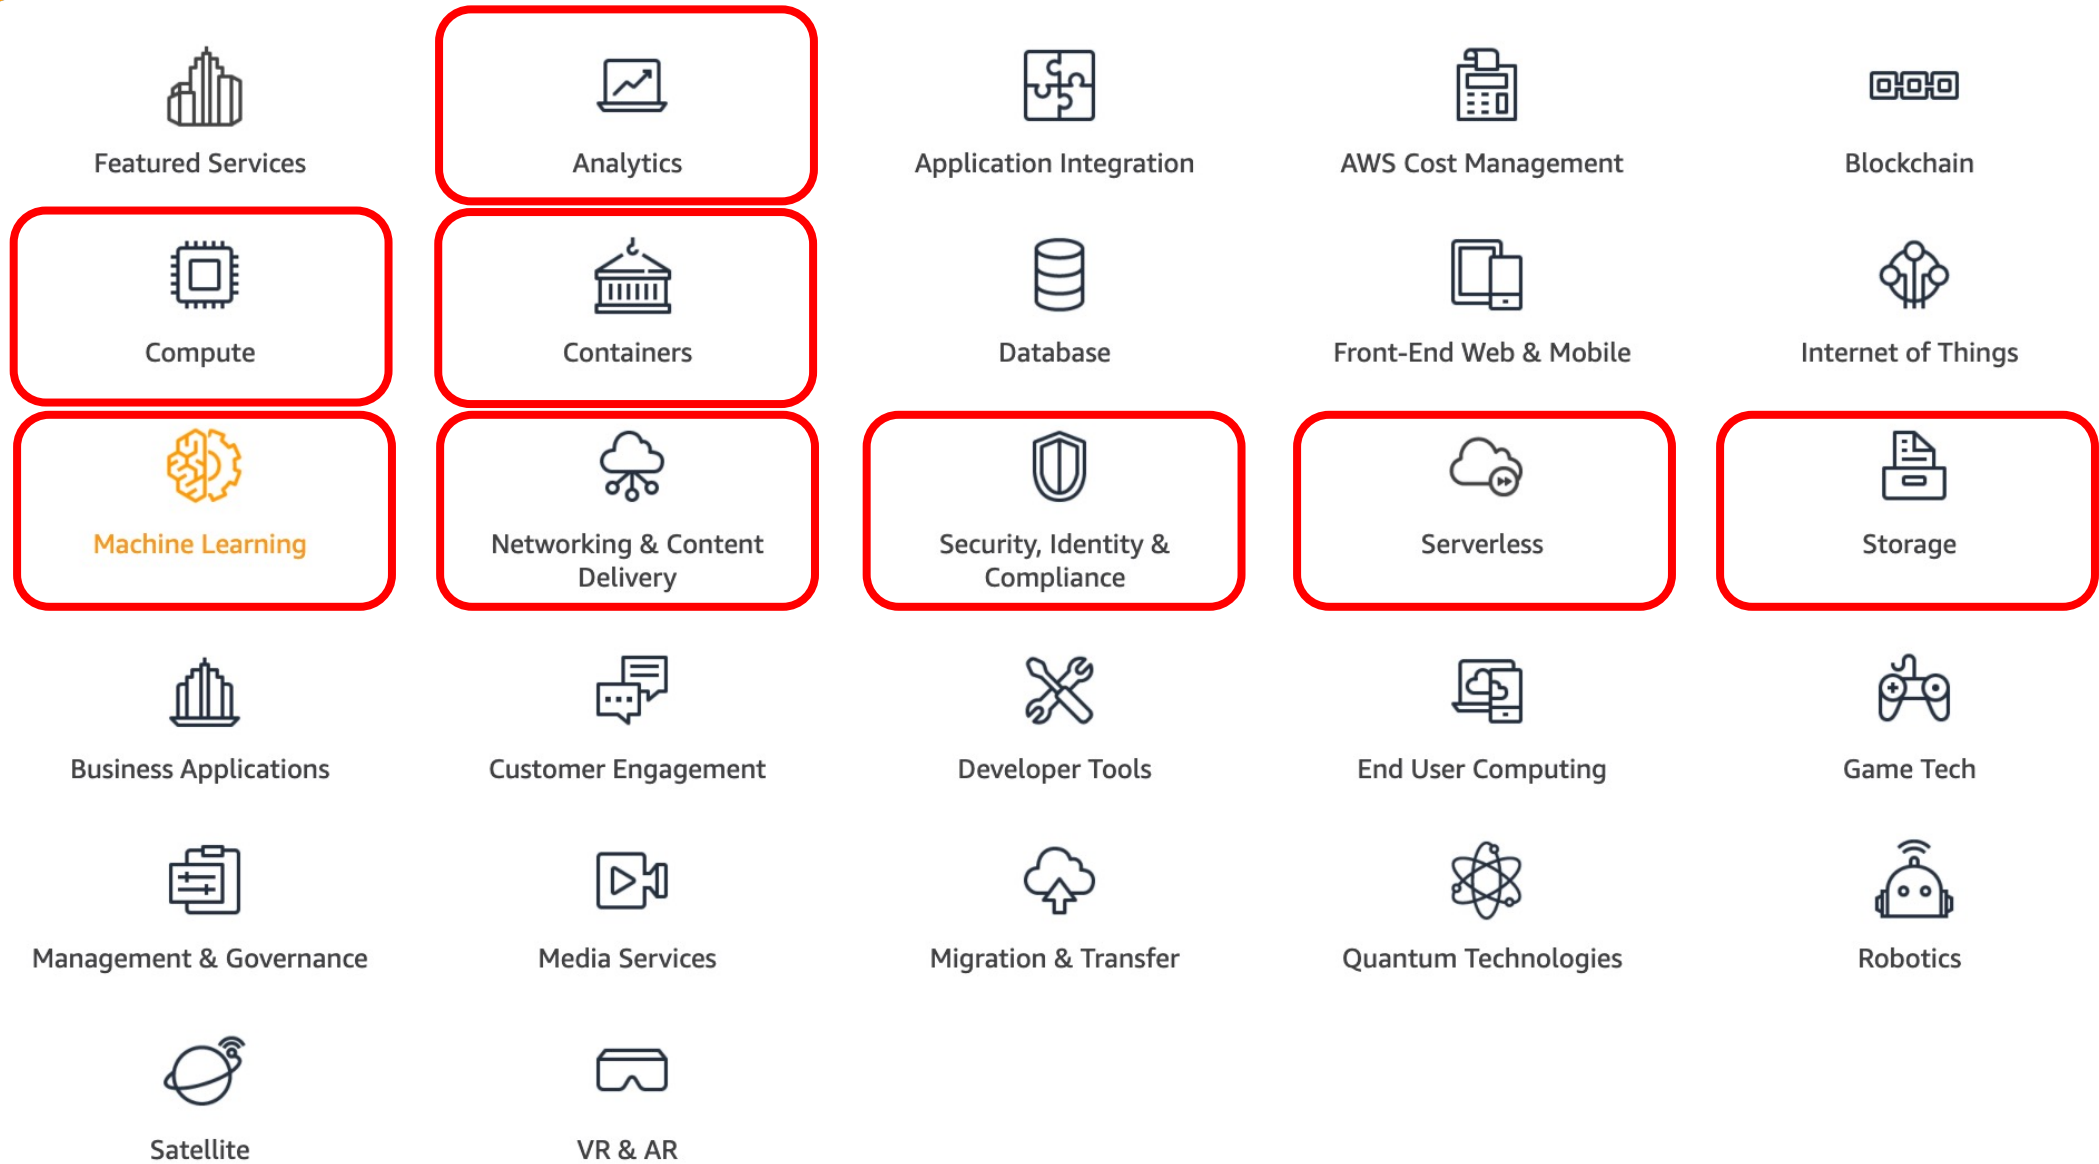 Featured Services
Analytics
Application Integration
AWS Cost Management
Blockchain
Compute
Containers
Database
Front-End Web & Mobile
Internet of Things
Machine Learning
Networking & Content
Delivery
Security, Identity &
Compliance
Serverless
Storage
Business Applications
Customer Engagement
Developer Tools
End User Computing
Game Tech
Management & Governance
Media Services
Migration & Transfer
Quantum Technologies
Robotics
Satellite
VR & AR